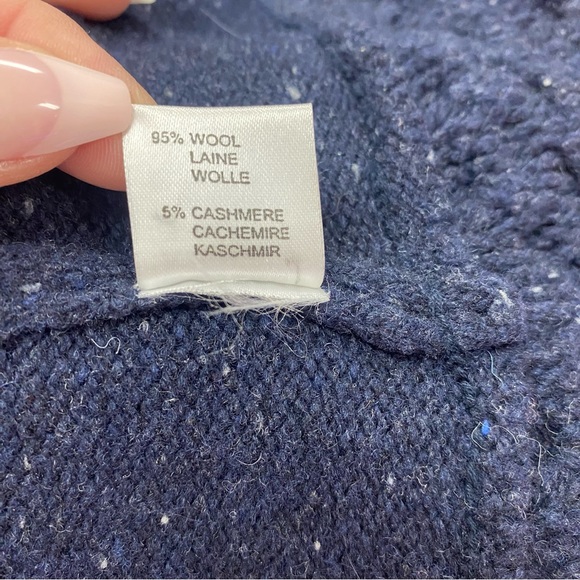 95% WOOL
LAINE
WOLLE
5% CASHMERE
CACHEMIRE
KASCHMIR